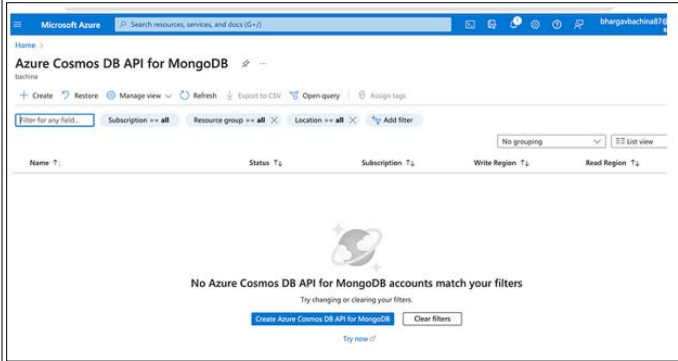 Microsoft Azure Search resources, services, and docs (G+/) bhargavbachina87@
Home >
Azure Cosmos DB API for MongoDB ...
bachina
+ Create Restore Manage view Refresh Export to CSV Open query Assign tags
Filter for any field... Subscription == all Resource group == all Location == all Add filter
No grouping List view
Name ↑ Status ↑↓ Subscription ↑↓ Write Region ↑↓ Read Region ↑↓
No Azure Cosmos DB API for MongoDB accounts match your filters
Try changing or clearing your filters.
Create Azure Cosmos DB API for MongoDB Clear filters
Try now